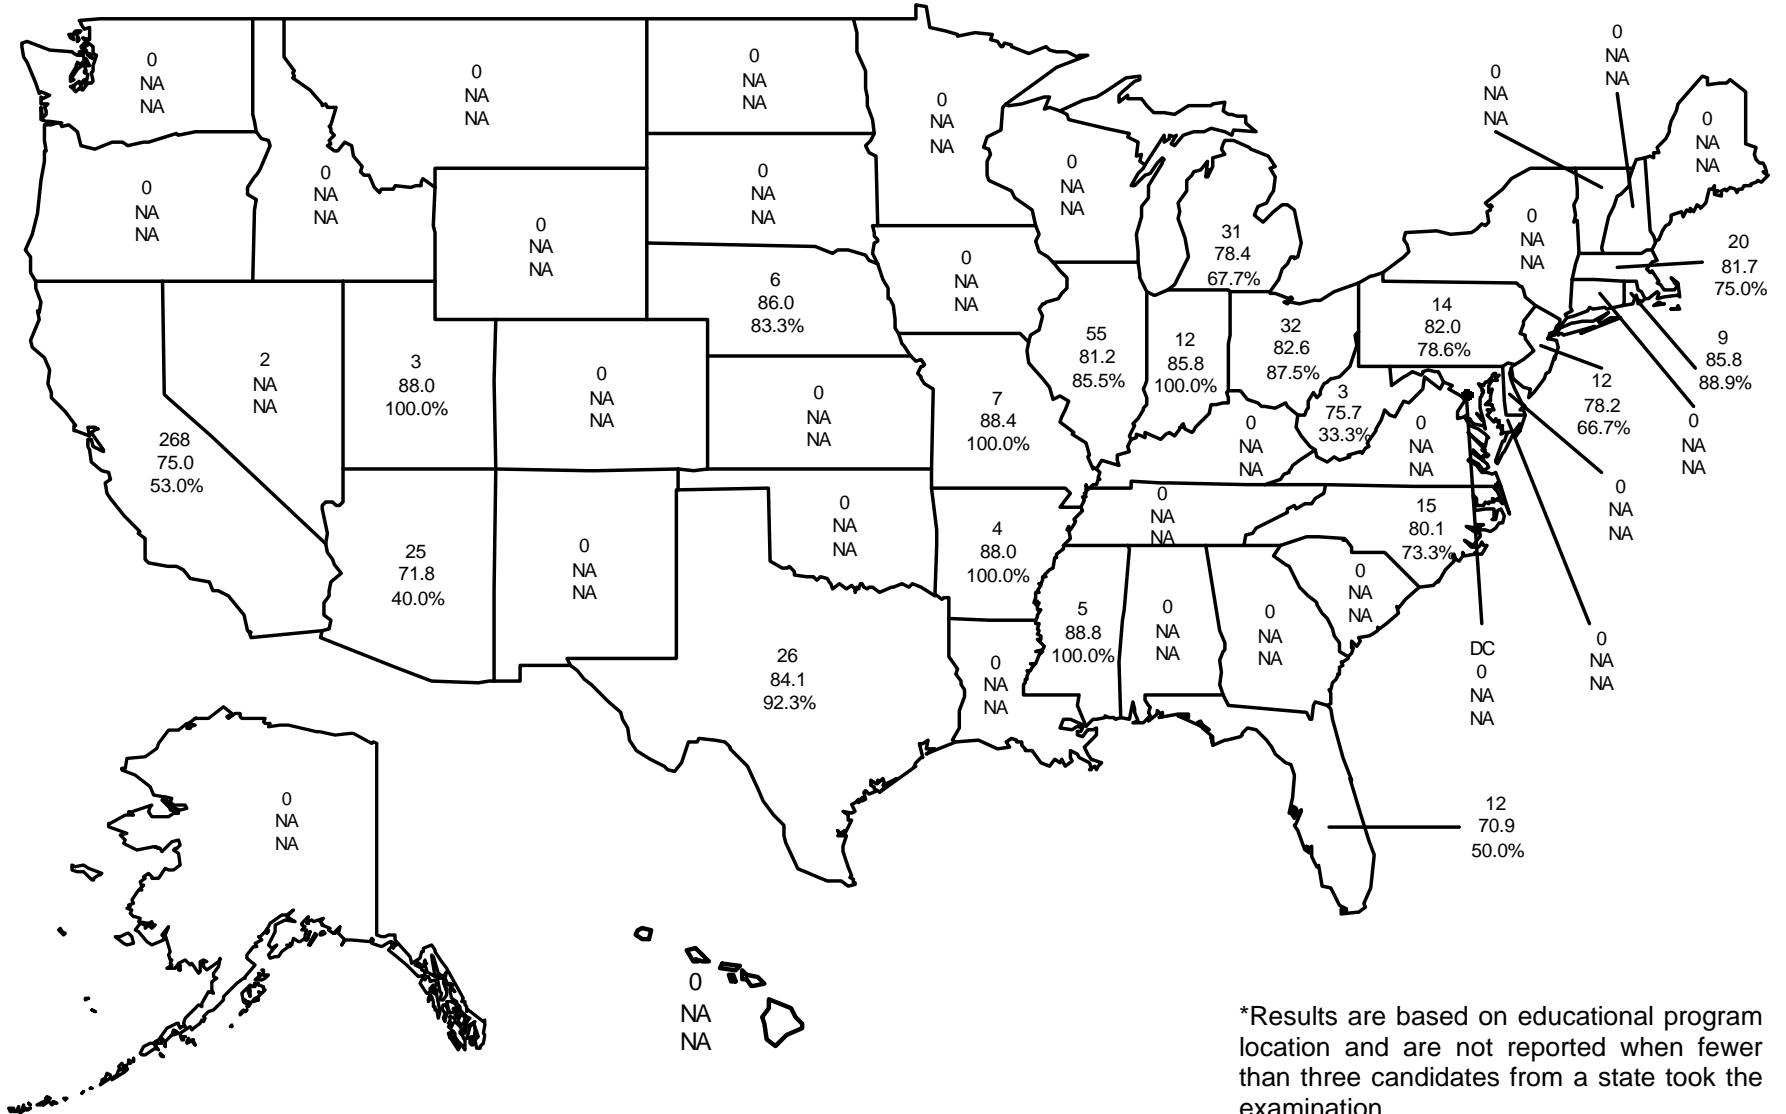 0
NA
NA
0
NA
NA
0
NA
NA
0
NA
NA
0
NA
NA
0
NA
NA
0
NA
NA
0
NA
NA
0
NA
NA
0
NA
NA
0
NA
NA
0
NA
NA
0
NA
NA
31
78.4
67.7%
0
NA
NA
20
81.7
75.0%
0
NA
NA
6
86.0
83.3%
14
82.0
78.6%
2
NA
NA
3
88.0
100.0%
0
NA
NA
55
81.2
85.5%
12
85.8
100.0%
32
82.6
87.5%
9
85.8
88.9%
12
78.2
66.7%
0
NA
NA
268
75.0
53.0%
0
NA
NA
7
88.4
100.0%
0
NA
NA
3
75.7
33.3%
0
NA
NA
0
NA
NA
25
71.8
40.0%
0
NA
NA
0
NA
NA
4
88.0
100.0%
0
NA
NA
15
80.1
73.3%
0
NA
NA
5
88.8
100.0%
0
NA
NA
0
NA
NA
DC
0
NA
NA
0
NA
NA
26
84.1
92.3%
0
NA
NA
0
NA
NA
12
70.9
50.0%
0
NA
NA
*Results are based on educational program
location and are not reported when fewer
than three candidates from a state took the
examination